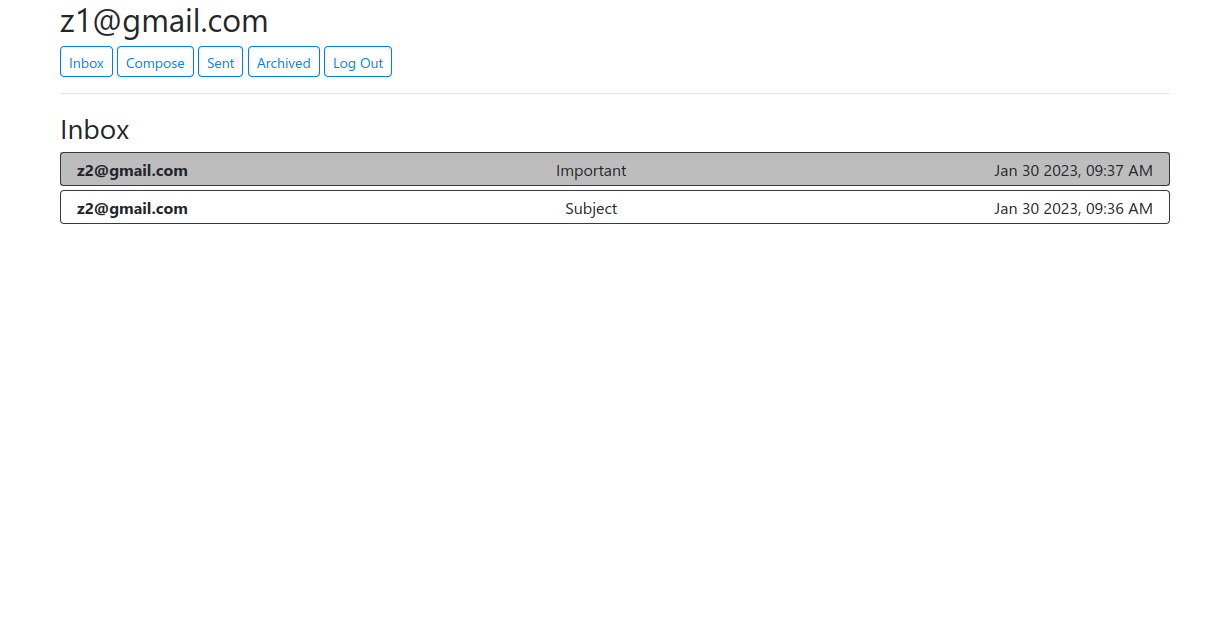 z1@gmail.com
Inbox Compose Sent Archived Log Out
Inbox
z2@gmail.com Important Jan 30 2023, 09:37 AM
z2@gmail.com Subject Jan 30 2023, 09:36 AM